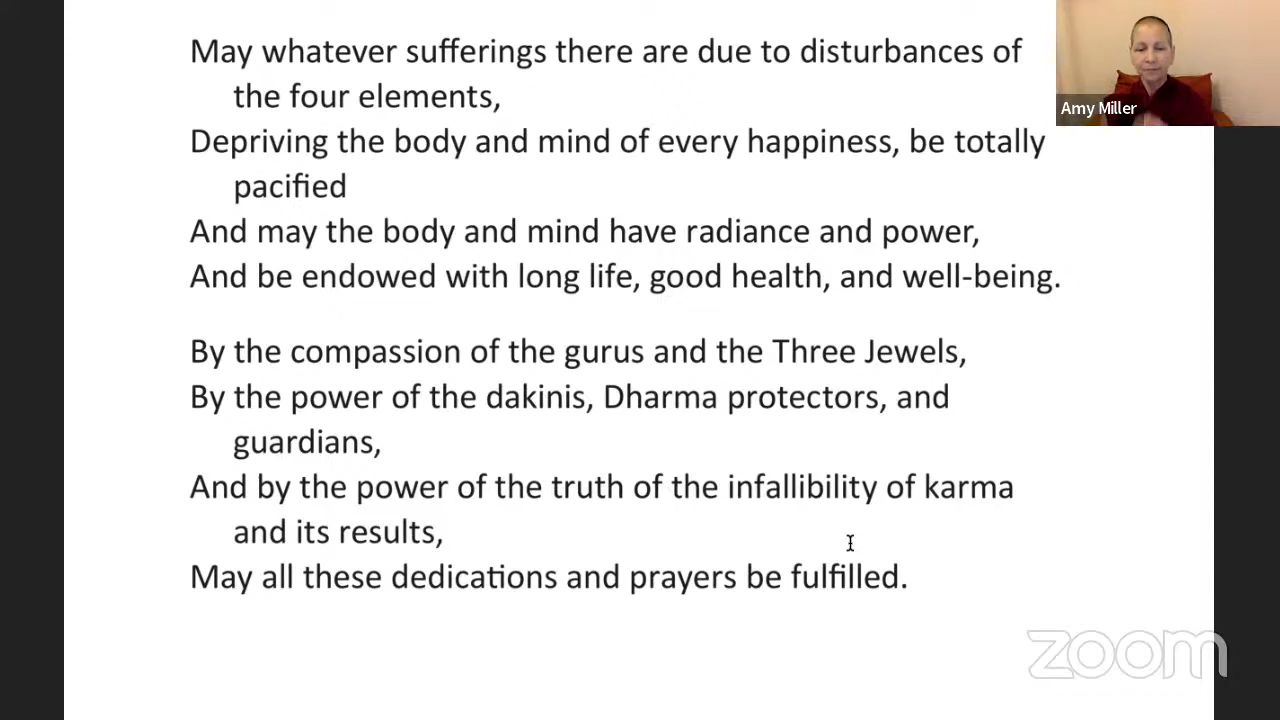 May whatever sufferings there are due to disturbances of
the four elements,
Depriving the body and mind of every happiness, be totally
pacified
And may the body and mind have radiance and power,
And be endowed with long life, good health, and well-being.
By the compassion of the gurus and the Three Jewels,
By the power of the dakinis, Dharma protectors, and
guardians,
And by the power of the truth of the infallibility of karma
and its results,
May all these dedications and prayers be fulfilled.
Amy Miller
zoom